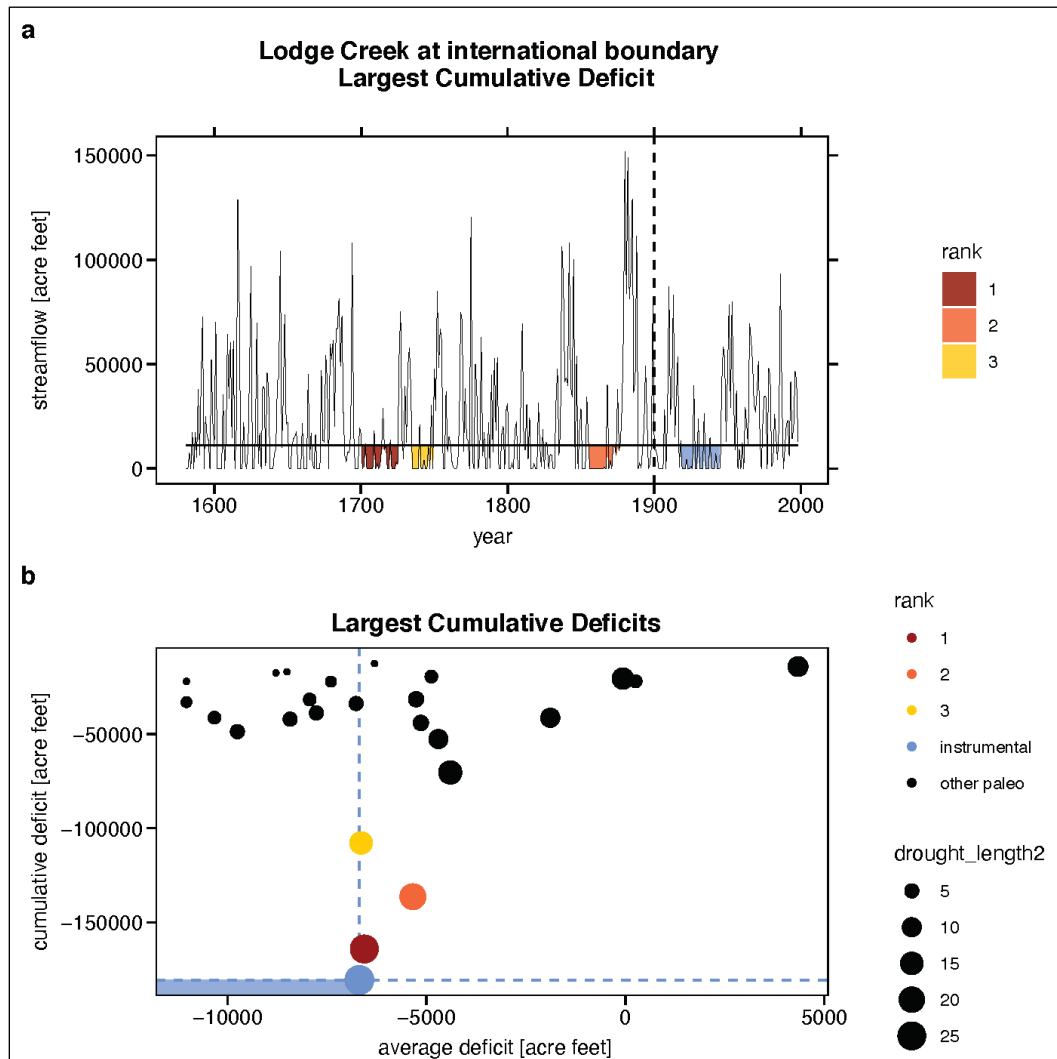 a
Lodge Creek at international boundary
Largest Cumulative Deficit
streamflow [acre feet]
150000
100000
50000
0
1600
1700
1800
1900
2000
year
rank
1
2
3
b
Largest Cumulative Deficits
cumulative deficit [acre feet]
−50000
−100000
−150000
−10000
−5000
0
5000
average deficit [acre feet]
rank
1
2
3
instrumental
other paleo
drought_length2
5
10
15
20
25